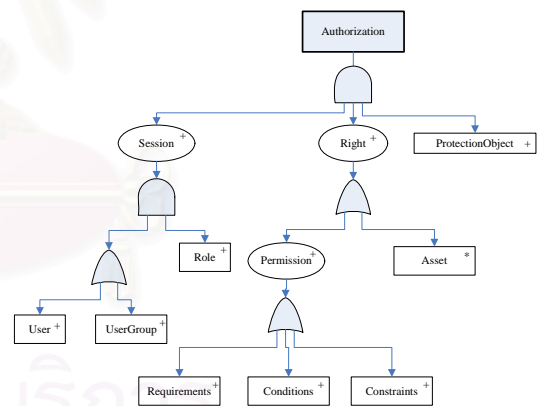 Authorization
Session +
Right +
ProtectionObject +
Role +
Permission +
Asset *
User +
UserGroup +
Requirements +
Conditions +
Constraints +